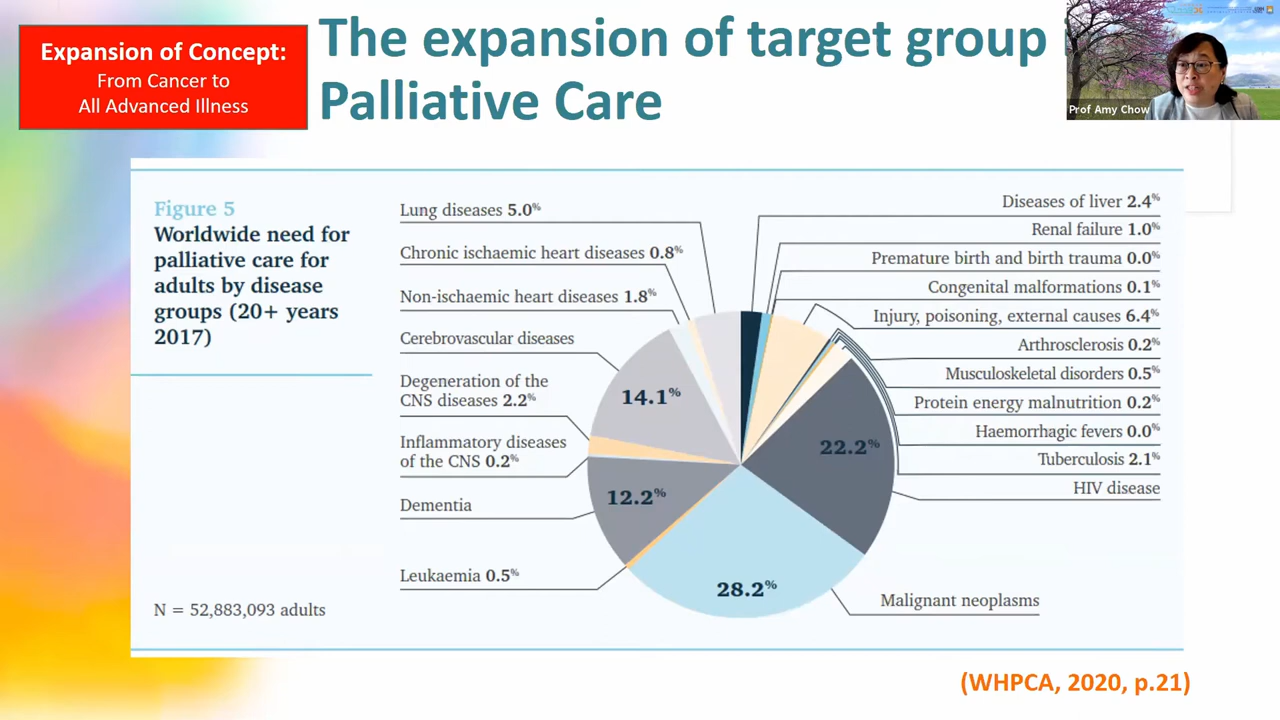 Expansion of Concept:
From Cancer to
All Advanced Illness
The expansion of target group
Palliative Care
Prof Amy Chow
Figure 5
Worldwide need for
palliative care for
adults by disease
groups (20+ years
2017)
N = 52,883,093 adults
Lung diseases 5.0%
Chronic ischaemic heart diseases 0.8%
Non-ischaemic heart diseases 1.8%
Cerebrovascular diseases
Degeneration of the
CNS diseases 2.2%
Inflammatory diseases
of the CNS 0.2%
Dementia
Leukaemia 0.5%
14.1%
12.2%
28.2%
22.2%
Diseases of liver 2.4%
Renal failure 1.0%
Premature birth and birth trauma 0.0%
Congenital malformations 0.1%
Injury, poisoning, external causes 6.4%
Arthrosclerosis 0.2%
Musculoskeletal disorders 0.5%
Protein energy malnutrition 0.2%
Haemorrhagic fevers 0.0%
Tuberculosis 2.1%
HIV disease
Malignant neoplasms
(WHPCA, 2020, p.21)